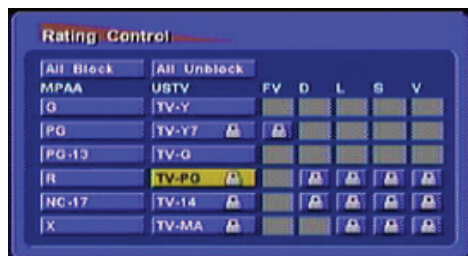 Rating Control
All Block All Unblock
MPAA USTV FV D L S V
G TV-Y
PG TV-Y7
PG-13 TV-G
R TV-PG
NC-17 TV-14
X TV-MA